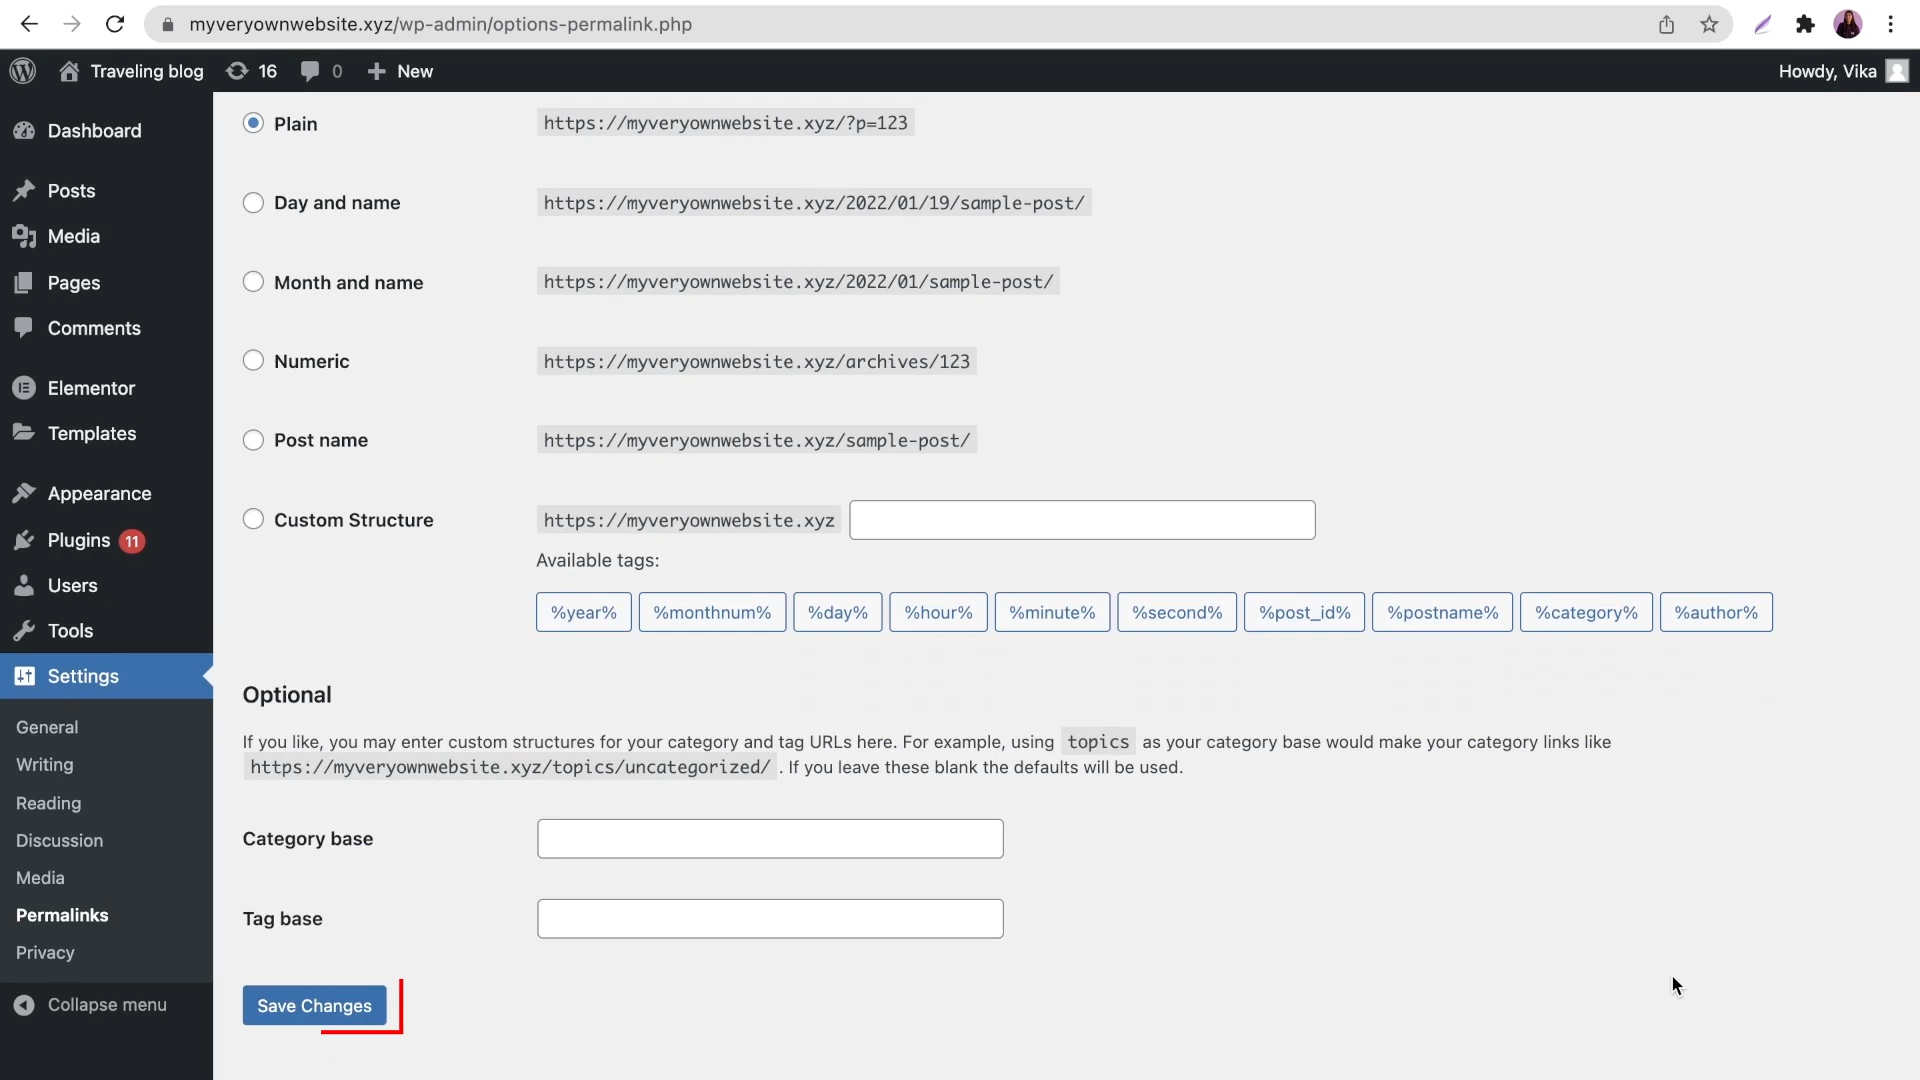 myveryownwebsite.xyz/wp-admin/options-permalink.php
Traveling blog 16 0 New Howdy, Vika
Dashboard
Posts
Media
Pages
Comments
Elementor
Templates
Appearance
Plugins 11
Users
Tools
Settings
General
Writing
Reading
Discussion
Media
Permalinks
Privacy
Collapse menu
Plain https://myveryownwebsite.xyz/?p=123
Day and name https://myveryownwebsite.xyz/2022/01/19/sample-post/
Month and name https://myveryownwebsite.xyz/2022/01/sample-post/
Numeric https://myveryownwebsite.xyz/archives/123
Post name https://myveryownwebsite.xyz/sample-post/
Custom Structure https://myveryownwebsite.xyz
Available tags:
%year% %monthnum% %day% %hour% %minute% %second% %post_id% %postname% %category% %author%
Optional
If you like, you may enter custom structures for your category and tag URLs here. For example, using topics as your category base would make your category links like
https://myveryownwebsite.xyz/topics/uncategorized/ . If you leave these blank the defaults will be used.
Category base
Tag base
Save Changes